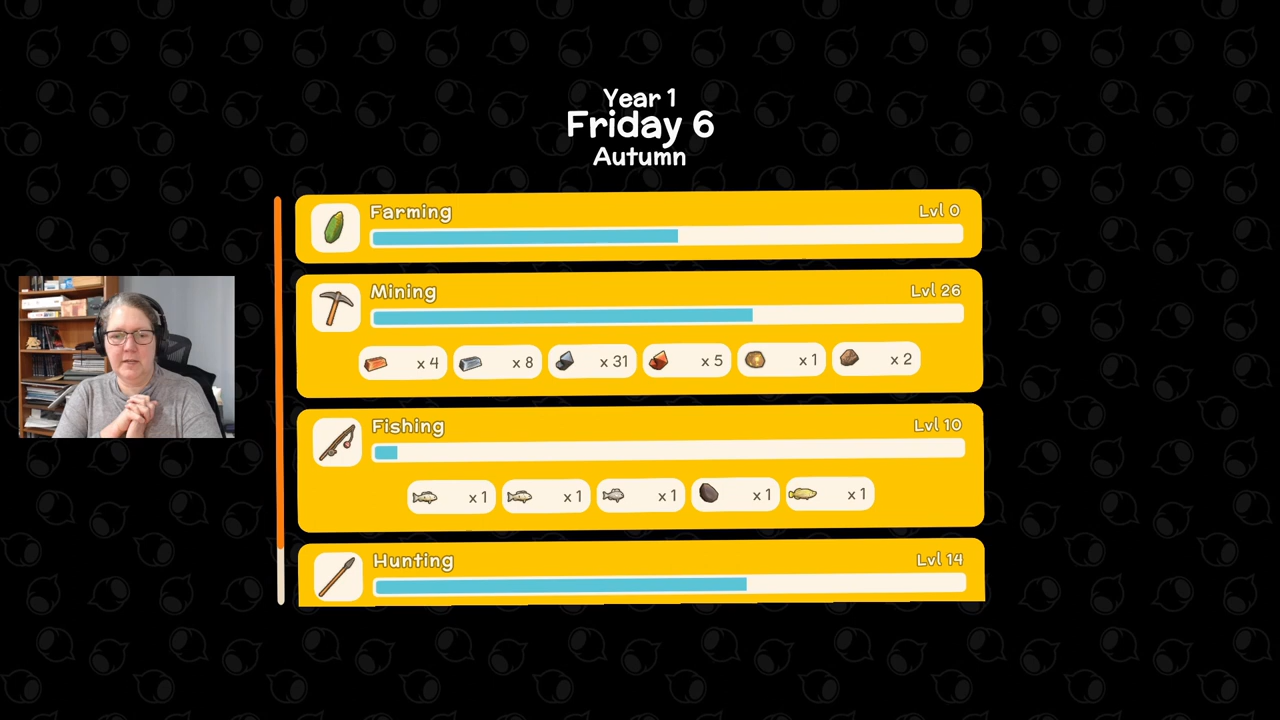 Year 1
Friday 6
Autumn
Farming Lvl 0
Mining Lvl 26
x 4 x 8 x 31 x 5 x 1 x 2
Fishing Lvl 10
x 1 x 1 x 1 x 1 x 1
Hunting Lvl 14